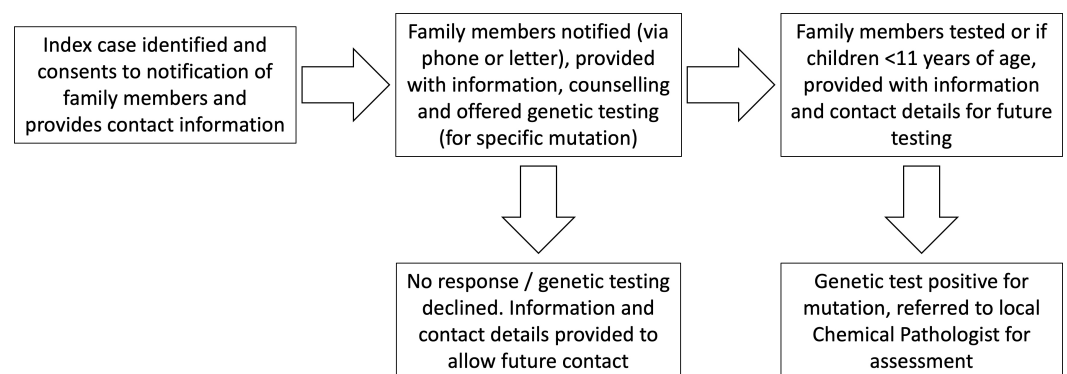 Index case identified and
consents to notification of
family members and
provides contact information
Family members notified (via
phone or letter), provided
with information, counselling
and offered genetic testing
(for specific mutation)
Family members tested or if
children <11 years of age,
provided with information
and contact details for future
testing
No response / genetic testing
declined. Information and
contact details provided to
allow future contact
Genetic test positive for
mutation, referred to local
Chemical Pathologist for
assessment